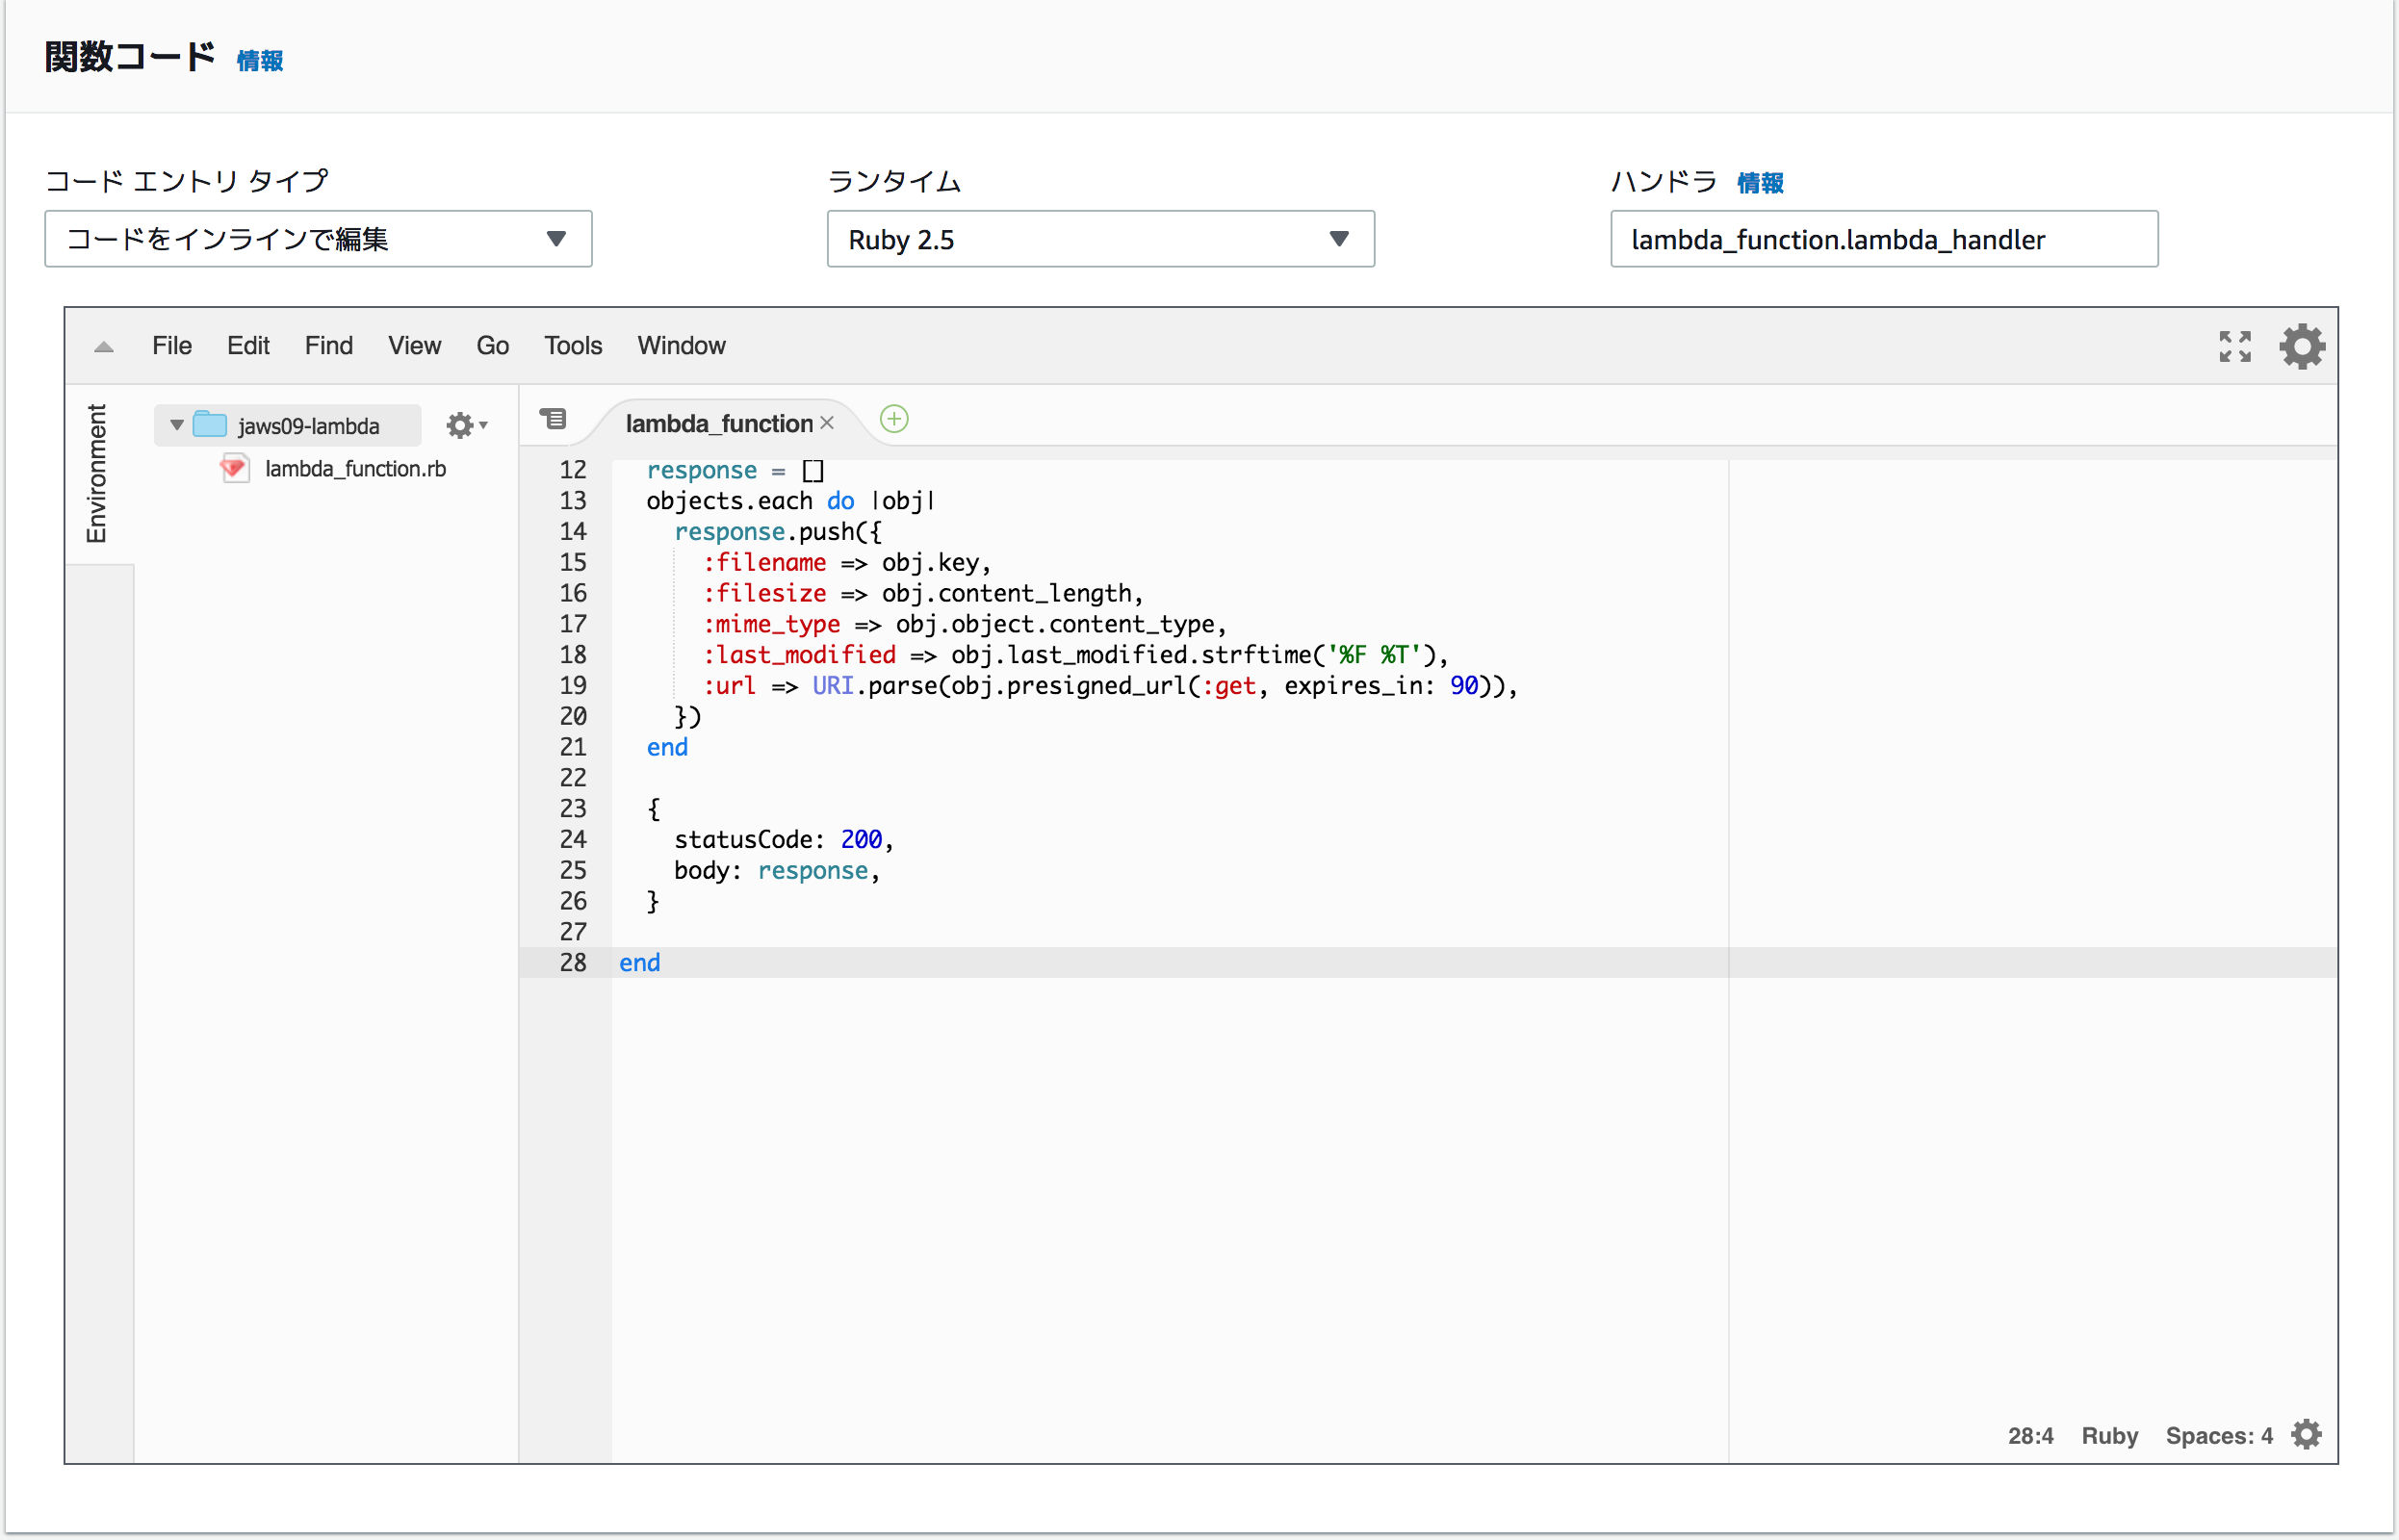 関数コード 情報
コード エントリ タイプ
ランタイム
ハンドラ 情報
コードをインラインで編集
Ruby 2.5
lambda_function.lambda_handler
File Edit Find View Go Tools Window
Environment
jaws09-lambda
lambda_function.rb
lambda_function
12 response = []
13 objects.each do |obj|
14 response.push({
15 :filename => obj.key,
16 :filesize => obj.content_length,
17 :mime_type => obj.object.content_type,
18 :last_modified => obj.last_modified.strftime('%F %T'),
19 :url => URI.parse(obj.presigned_url(:get, expires_in: 90)),
20 })
21 end
22
23 {
24 statusCode: 200,
25 body: response,
26 }
27
28 end
28:4 Ruby Spaces: 4